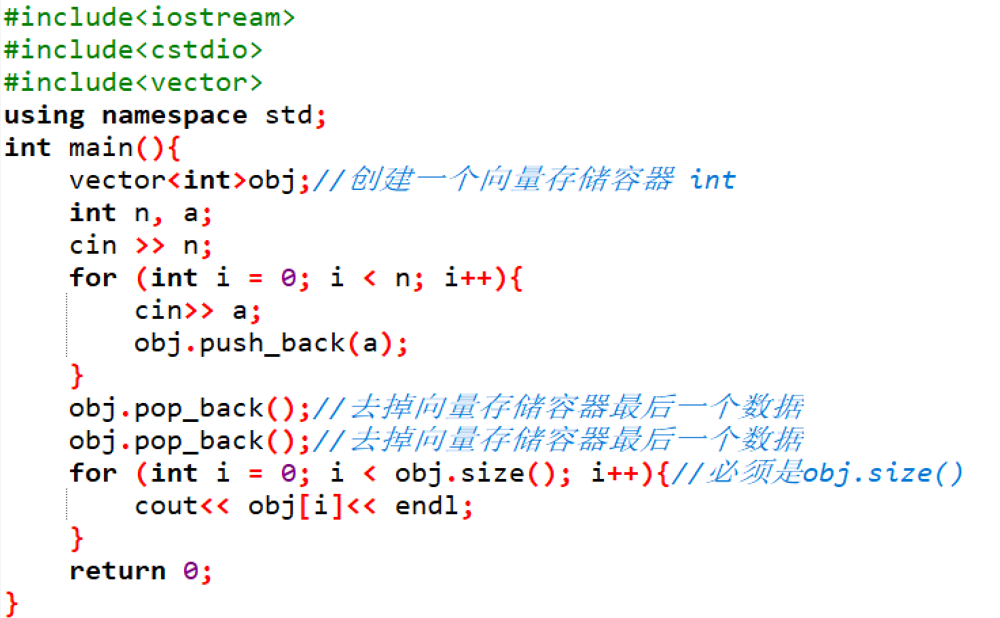 #include<iostream>
#include<cstdio>
#include<vector>
using namespace std;
int main(){
    vector<int>obj;//创建一个向量存储容器 int
    int n, a;
    cin >> n;
    for (int i = 0; i < n; i++){
        cin>> a;
        obj.push_back(a);
    }
    obj.pop_back();//去掉向量存储容器最后一个数据
    obj.pop_back();//去掉向量存储容器最后一个数据
    for (int i = 0; i < obj.size(); i++){//必须是obj.size()
        cout<< obj[i]<< endl;
    }
    return 0;
}